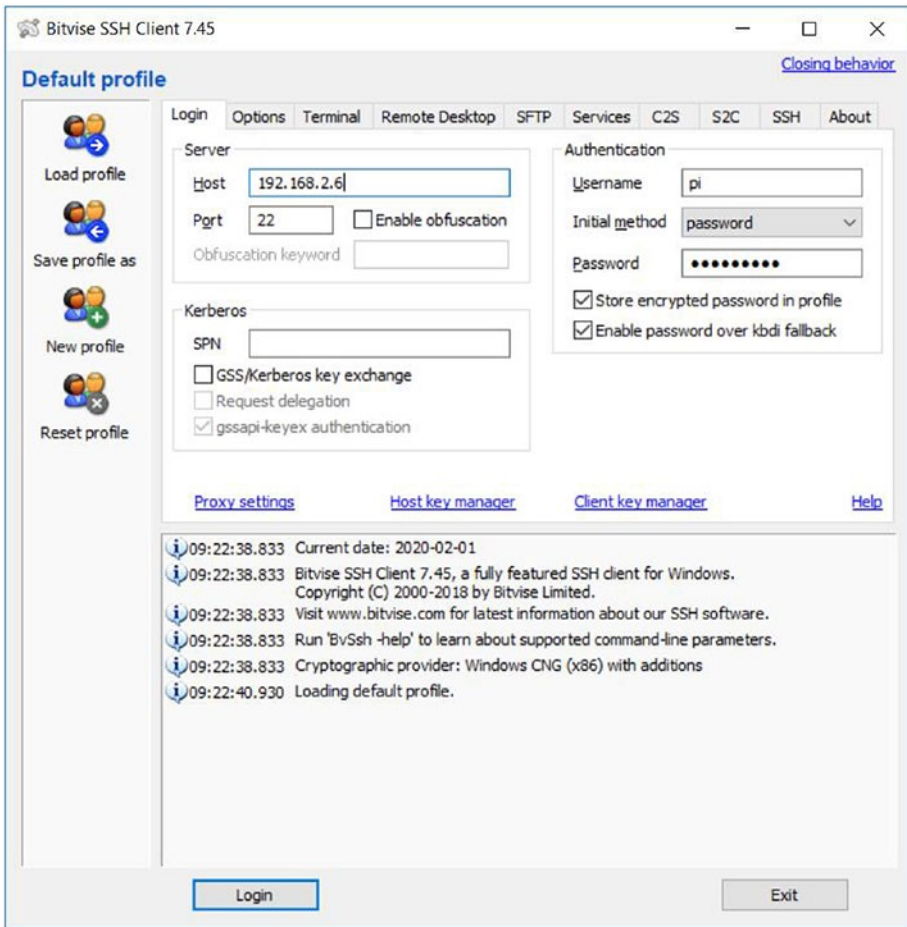 Bitvise SSH Client 7.45
Closing behavior
Default profile
Load profile
Save profile as
New profile
Reset profile
Login Options Terminal Remote Desktop SFTP Services C2S S2C SSH About
Server
Host 192.168.2.6
Port 22 Enable obfuscation
Obfuscation keyword
Kerberos
SPN
GSS/Kerberos key exchange
Request delegation
gssapi-keyex authentication
Authentication
Username pi
Initial method password
Password •••••••••
Store encrypted password in profile
Enable password over kbdi fallback
Proxy settings Host key manager Client key manager Help
09:22:38.833 Current date: 2020-02-01
09:22:38.833 Bitvise SSH Client 7.45, a fully featured SSH client for Windows.
Copyright (C) 2000-2018 by Bitvise Limited.
09:22:38.833 Visit www.bitvise.com for latest information about our SSH software.
09:22:38.833 Run 'BvSsh -help' to learn about supported command-line parameters.
09:22:38.833 Cryptographic provider: Windows CNG (x86) with additions
09:22:40.930 Loading default profile.
Login Exit